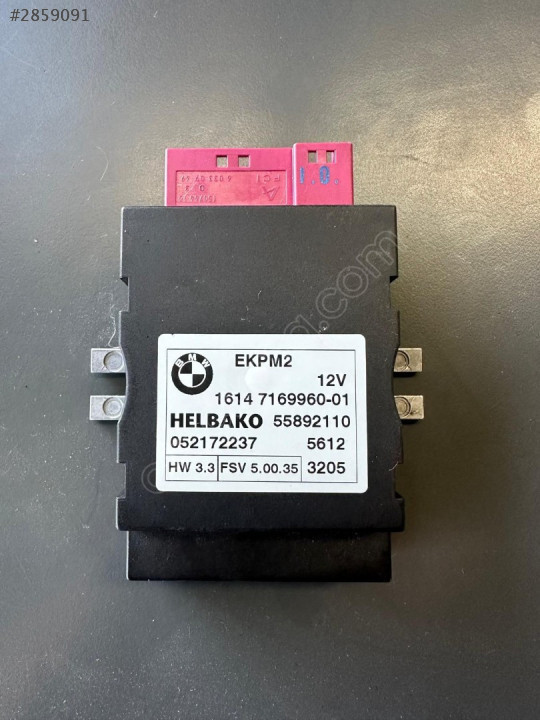 #2859091
1.0.
BMW
EKPM2
12V
1614 7169960-01
HELBAKO 55892110
052172237 5612
HW 3.3 FSV 5.00.35 3205